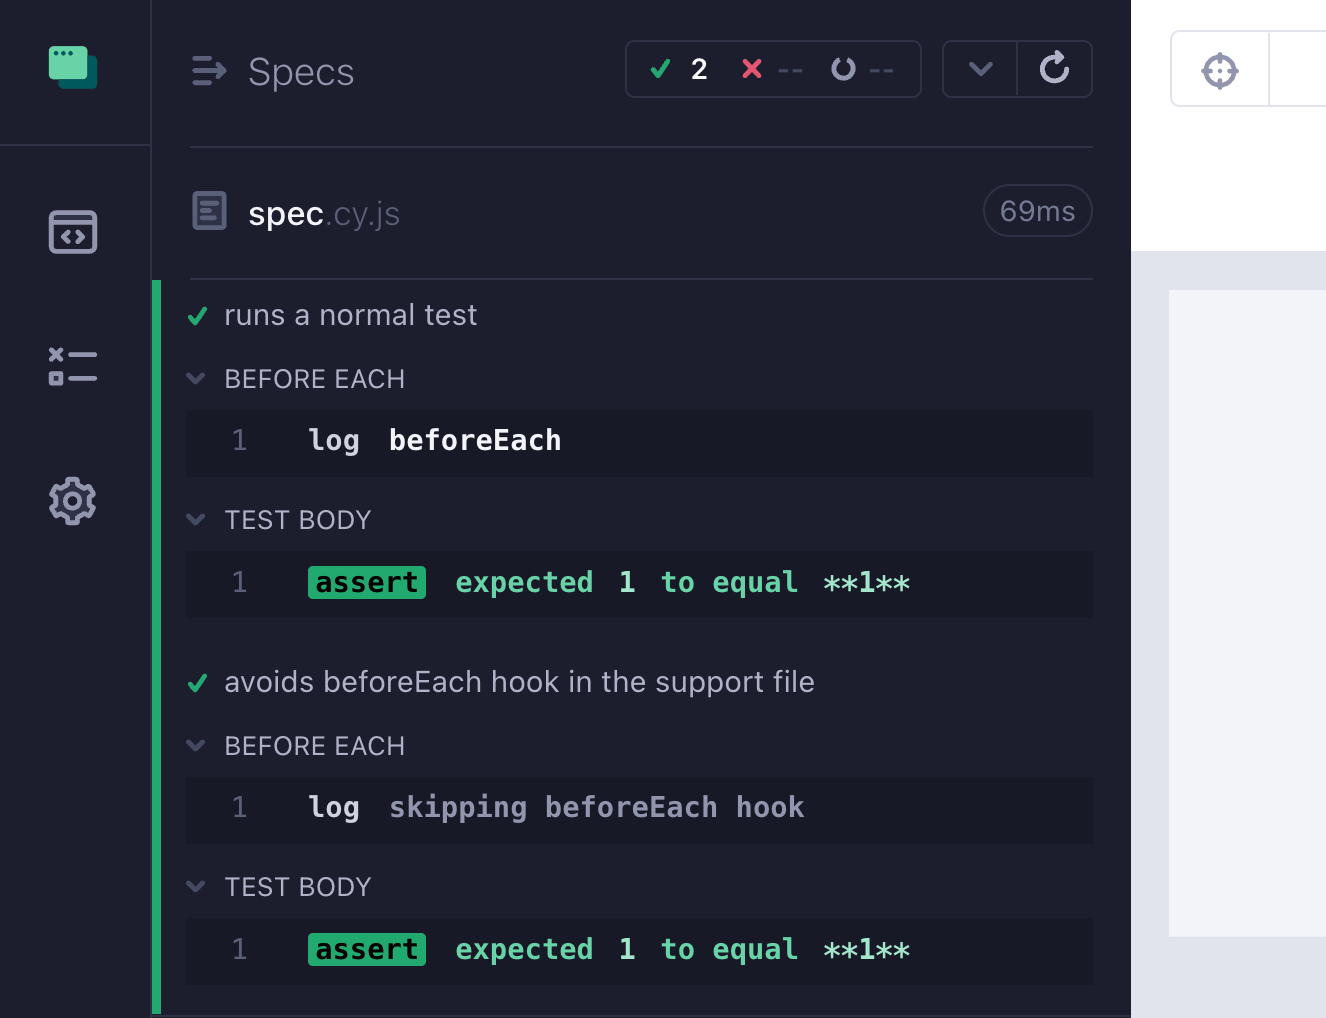 Specs ✓ 2 ✕ -- --
spec.cy.js 69ms
runs a normal test
BEFORE EACH
1 log beforeEach
TEST BODY
1 assert expected 1 to equal **1**
avoids beforeEach hook in the support file
BEFORE EACH
1 log skipping beforeEach hook
TEST BODY
1 assert expected 1 to equal **1**